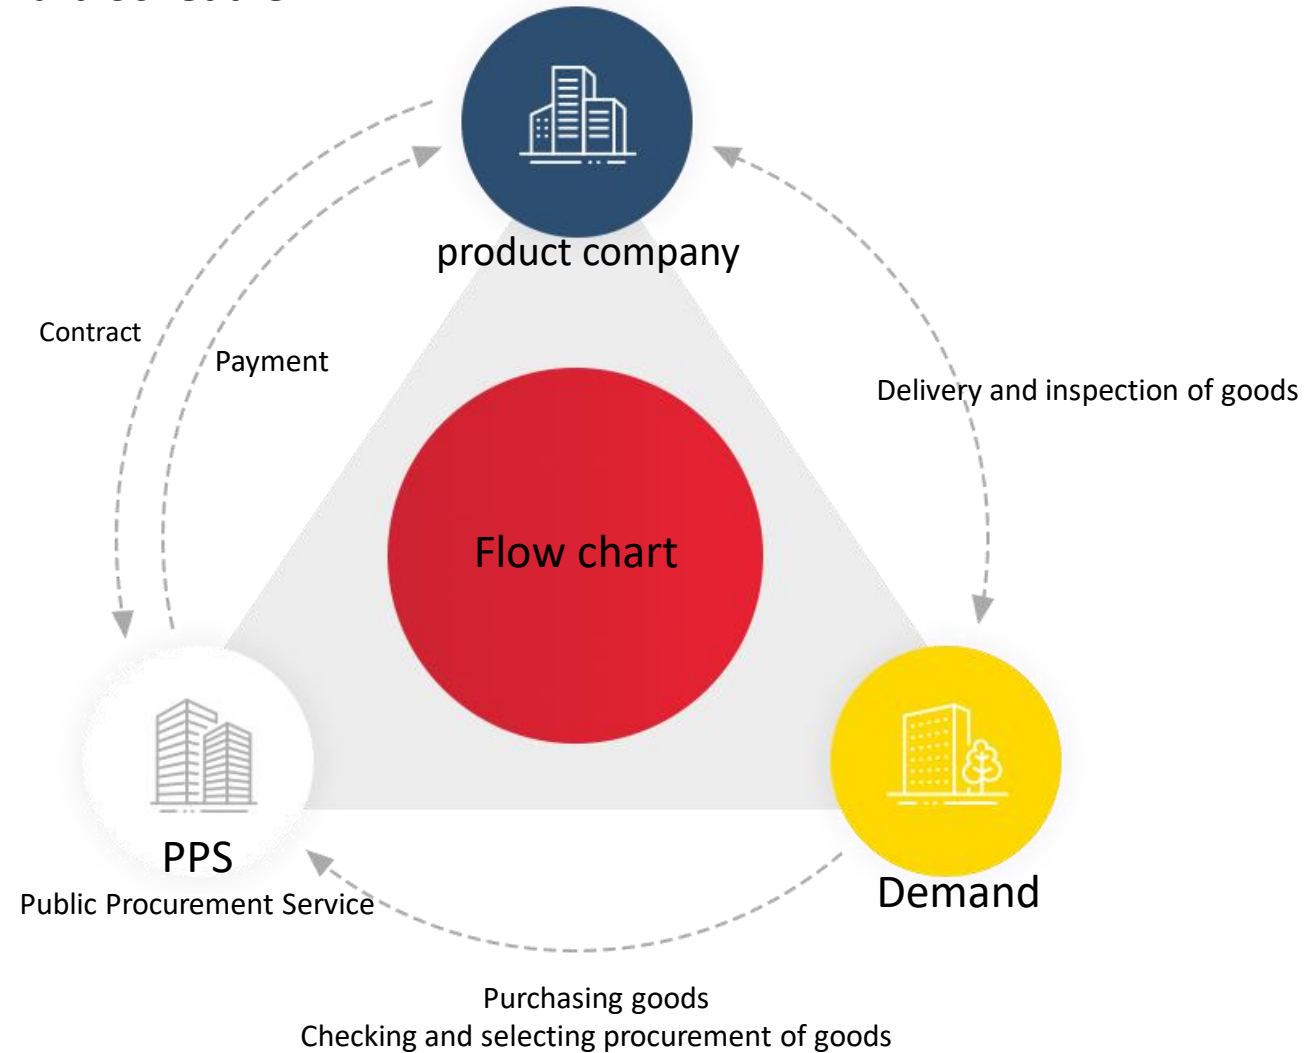 product company
Contract
Payment
Delivery and inspection of goods
Flow chart
PPS
Public Procurement Service
Demand
Purchasing goods
Checking and selecting procurement of goods